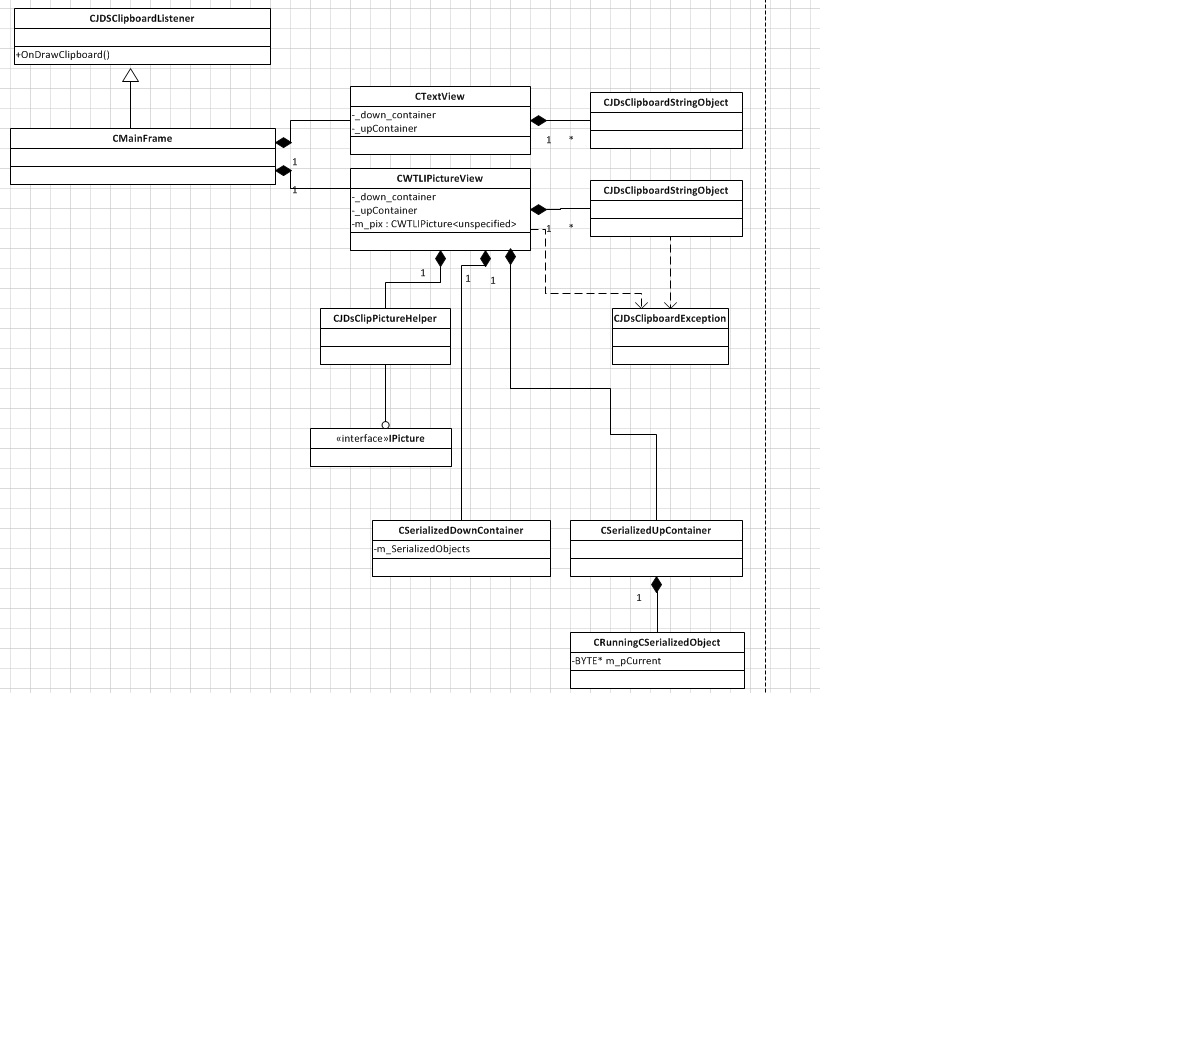 CJDSClipboardListener
+OnDrawClipboard()
CMainFrame
1
1
CTextView
-_down_container
-_upContainer
1 *
CJDsClipboardStringObject
CWTLIPictureView
-_down_container
-_upContainer
-m_pix : CWTLIPicture<unspecified>
1 *
CJDsClipboardStringObject
1
1
1
CJDsClipPictureHelper
CJDsClipboardException
«interface»IPicture
CSerializedDownContainer
-m_SerializedObjects
CSerializedUpContainer
1
CRunningCSerializedObject
-BYTE* m_pCurrent